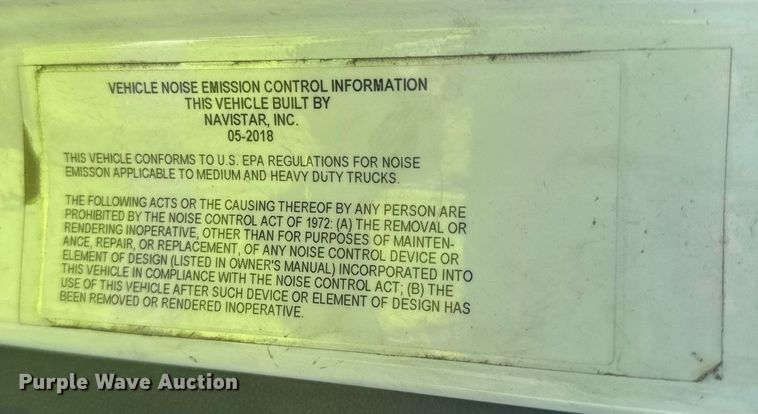 VEHICLE NOISE EMISSION CONTROL INFORMATION
THIS VEHICLE BUILT BY
NAVISTAR, INC.
05-2018
THIS VEHICLE CONFORMS TO U.S. EPA REGULATIONS FOR NOISE
EMISSON APPLICABLE TO MEDIUM AND HEAVY DUTY TRUCKS.
THE FOLLOWING ACTS OR THE CAUSING THEREOF BY ANY PERSON ARE
PROHIBITED BY THE NOISE CONTROL ACT OF 1972: (A) THE REMOVAL OR
RENDERING INOPERATIVE, OTHER THAN FOR PURPOSES OF MAINTEN-
ANCE, REPAIR, OR REPLACEMENT, OF ANY NOISE CONTROL DEVICE OR
ELEMENT OF DESIGN (LISTED IN OWNER'S MANUAL) INCORPORATED INTO
THIS VEHICLE IN COMPLIANCE WITH THE NOISE CONTROL ACT; (B) THE
USE OF THIS VEHICLE AFTER SUCH DEVICE OR ELEMENT OF DESIGN HAS
BEEN REMOVED OR RENDERED INOPERATIVE.
Purple Wave Auction